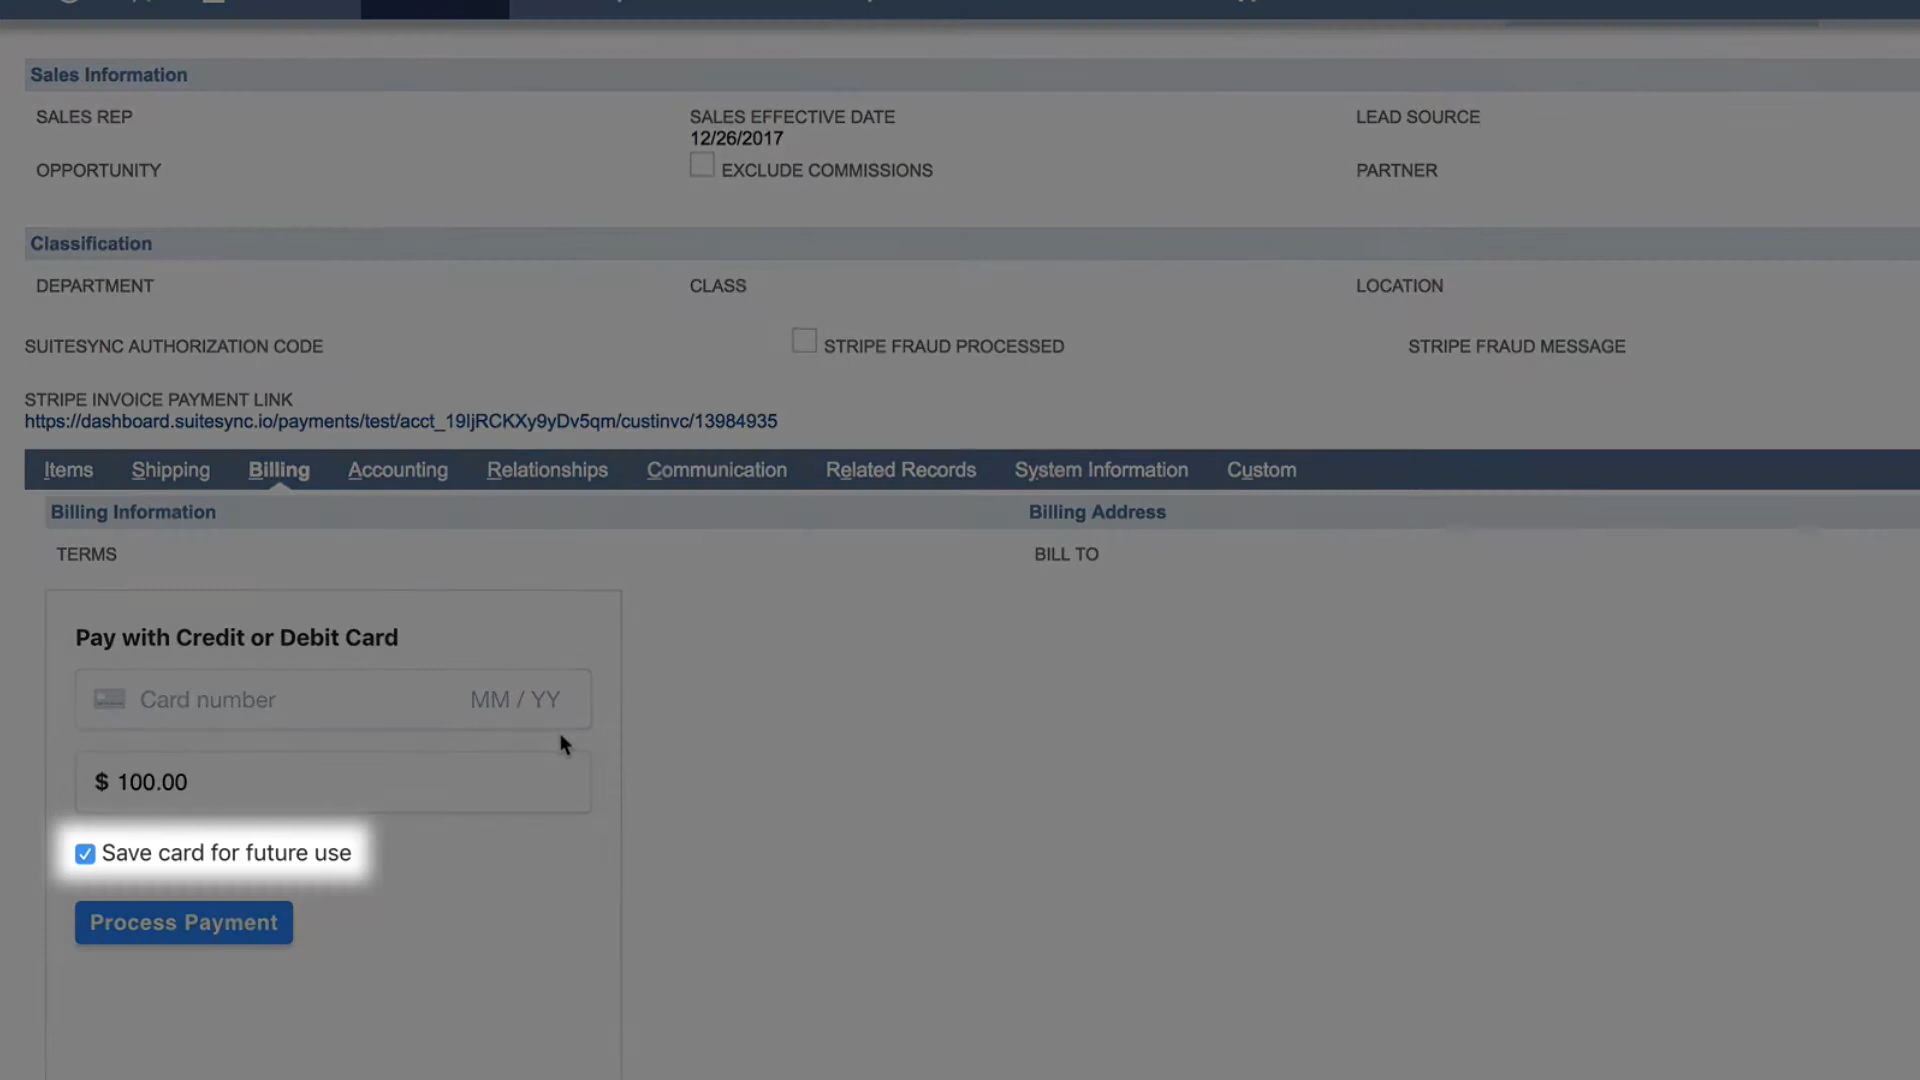 Sales Information
SALES REP
SALES EFFECTIVE DATE
12/26/2017
LEAD SOURCE
OPPORTUNITY
EXCLUDE COMMISSIONS
PARTNER
Classification
DEPARTMENT
CLASS
LOCATION
SUITESYNC AUTHORIZATION CODE
STRIPE FRAUD PROCESSED
STRIPE FRAUD MESSAGE
STRIPE INVOICE PAYMENT LINK
https://dashboard.suitesync.io/payments/test/acct_19IjRCKXy9yDv5qm/custinvc/13984935
Items Shipping Billing Accounting Relationships Communication Related Records System Information Custom
Billing Information
Billing Address
TERMS
BILL TO
Pay with Credit or Debit Card
Card number MM / YY
$ 100.00
Save card for future use
Process Payment